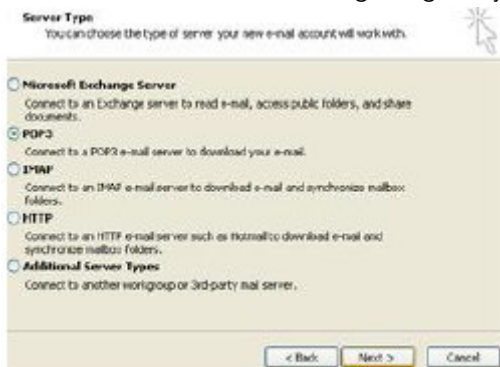 Server Type
You can choose the type of server your new e-mail account will work with.
Microsoft Exchange Server
Connect to an Exchange server to read e-mail, access public folders, and share
documents.
POP3
Connect to a POP3 e-mail server to download your e-mail.
IMAP
Connect to an IMAP e-mail server to download e-mail and synchronize mailbox
folders.
HTTP
Connect to an HTTP e-mail server such as Hotmail to download e-mail and
synchronize mailbox folders.
Additional Server Types
Connect to another workgroup or 3rd-party mail server.
< Back
Next >
Cancel